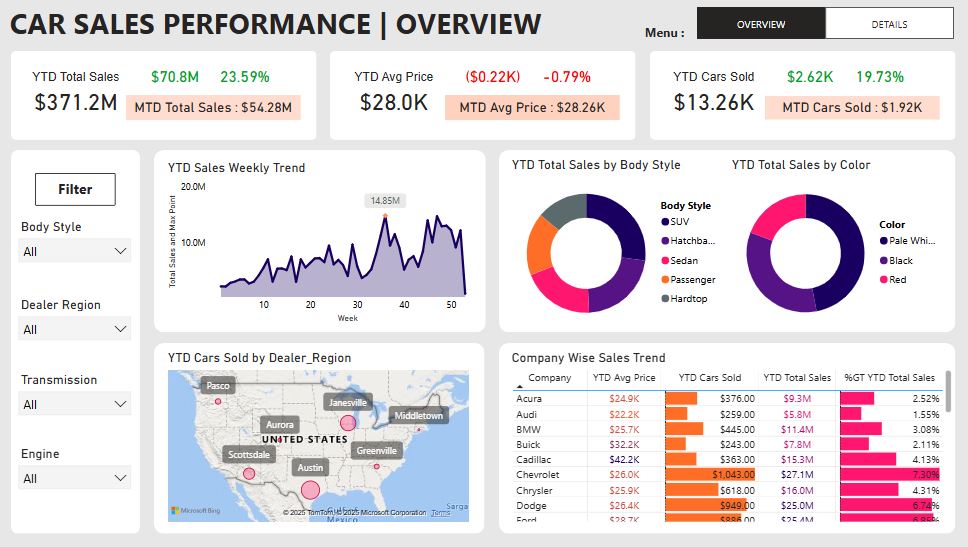 CAR SALES PERFORMANCE | OVERVIEW
Menu :
OVERVIEW
DETAILS
YTD Total Sales
$70.8M
23.59%
$371.2M
MTD Total Sales : $54.28M
YTD Avg Price
($0.22K)
-0.79%
$28.0K
MTD Avg Price : $28.26K
YTD Cars Sold
$2.62K
19.73%
$13.26K
MTD Cars Sold : $1.92K
Filter
Body Style
All
Dealer Region
All
Transmission
All
Engine
All
YTD Sales Weekly Trend
Total Sales and Max Point
20.0M
10.0M
14.85M
10 20 30 40 50
Week
YTD Total Sales by Body Style
Body Style
SUV
Hatchba...
Sedan
Passenger
Hardtop
YTD Total Sales by Color
Color
Pale Whi...
Black
Red
YTD Cars Sold by Dealer_Region
Pasco
Janesville
Middletown
Aurora
UNITED STATES
Greenville
Scottsdale
Austin
Sarga
Mexico
Microsoft Bing
© 2025 TomTom, © 2025 Microsoft Corporation Terms
Company Wise Sales Trend
Company YTD Avg Price YTD Cars Sold YTD Total Sales %GT YTD Total Sales
Acura $24.9K $376.00 $9.3M 2.52%
Audi $22.2K $259.00 $5.8M 1.55%
BMW $25.7K $445.00 $11.4M 3.08%
Buick $32.2K $243.00 $7.8M 2.11%
Cadillac $42.2K $363.00 $15.3M 4.13%
Chevrolet $26.0K $1,043.00 $27.1M 7.30%
Chrysler $25.9K $618.00 $16.0M 4.31%
Dodge $26.4K $949.00 $25.0M 6.74%
Ford $28.7K $886.00 $25.4M 6.85%